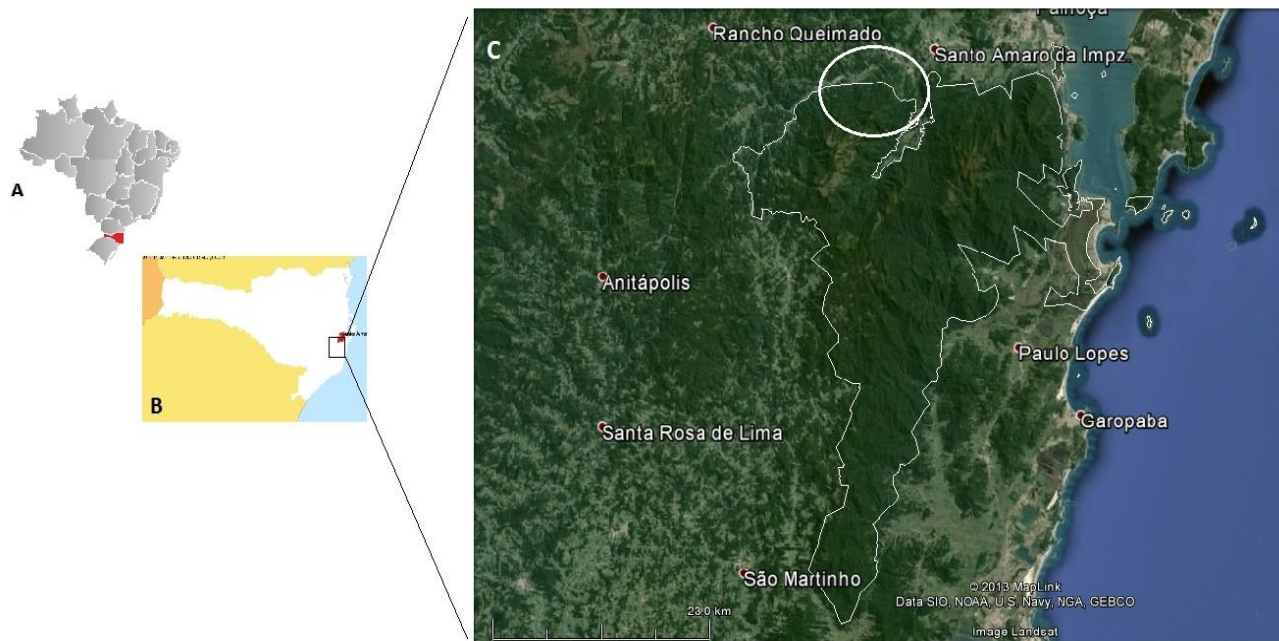 A
B
C
Rancho Queimado
Santo Amaro da Impz.
Anitápolis
Paulo Lopes
Garopaba
Santa Rosa de Lima
São Martinho
23.0 km
© 2013 MapLink
Data SIO, NOAA, U.S. Navy, NGA, GEBCO
Image Landsat